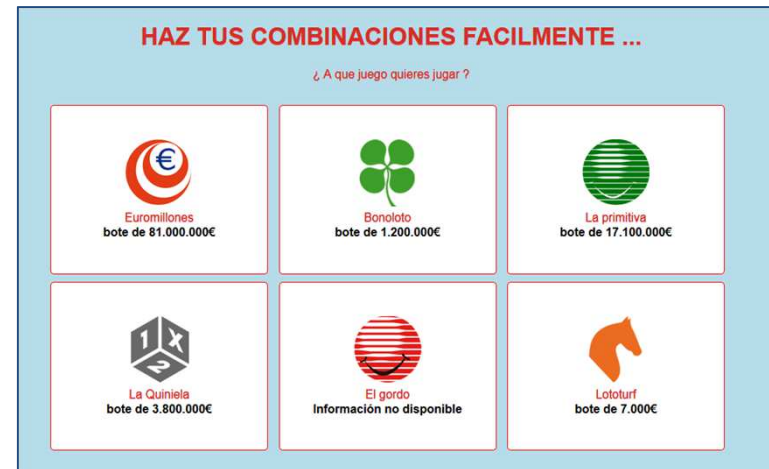 HAZ TUS COMBINACIONES FACILMENTE ...
¿ A que juego quieres jugar ?
€
Euromillones
bote de 81.000.000€
Bonoloto
bote de 1.200.000€
La primitiva
bote de 17.100.000€
1 X 2
La Quiniela
bote de 3.800.000€
El gordo
Información no disponible
Lototurf
bote de 7.000€